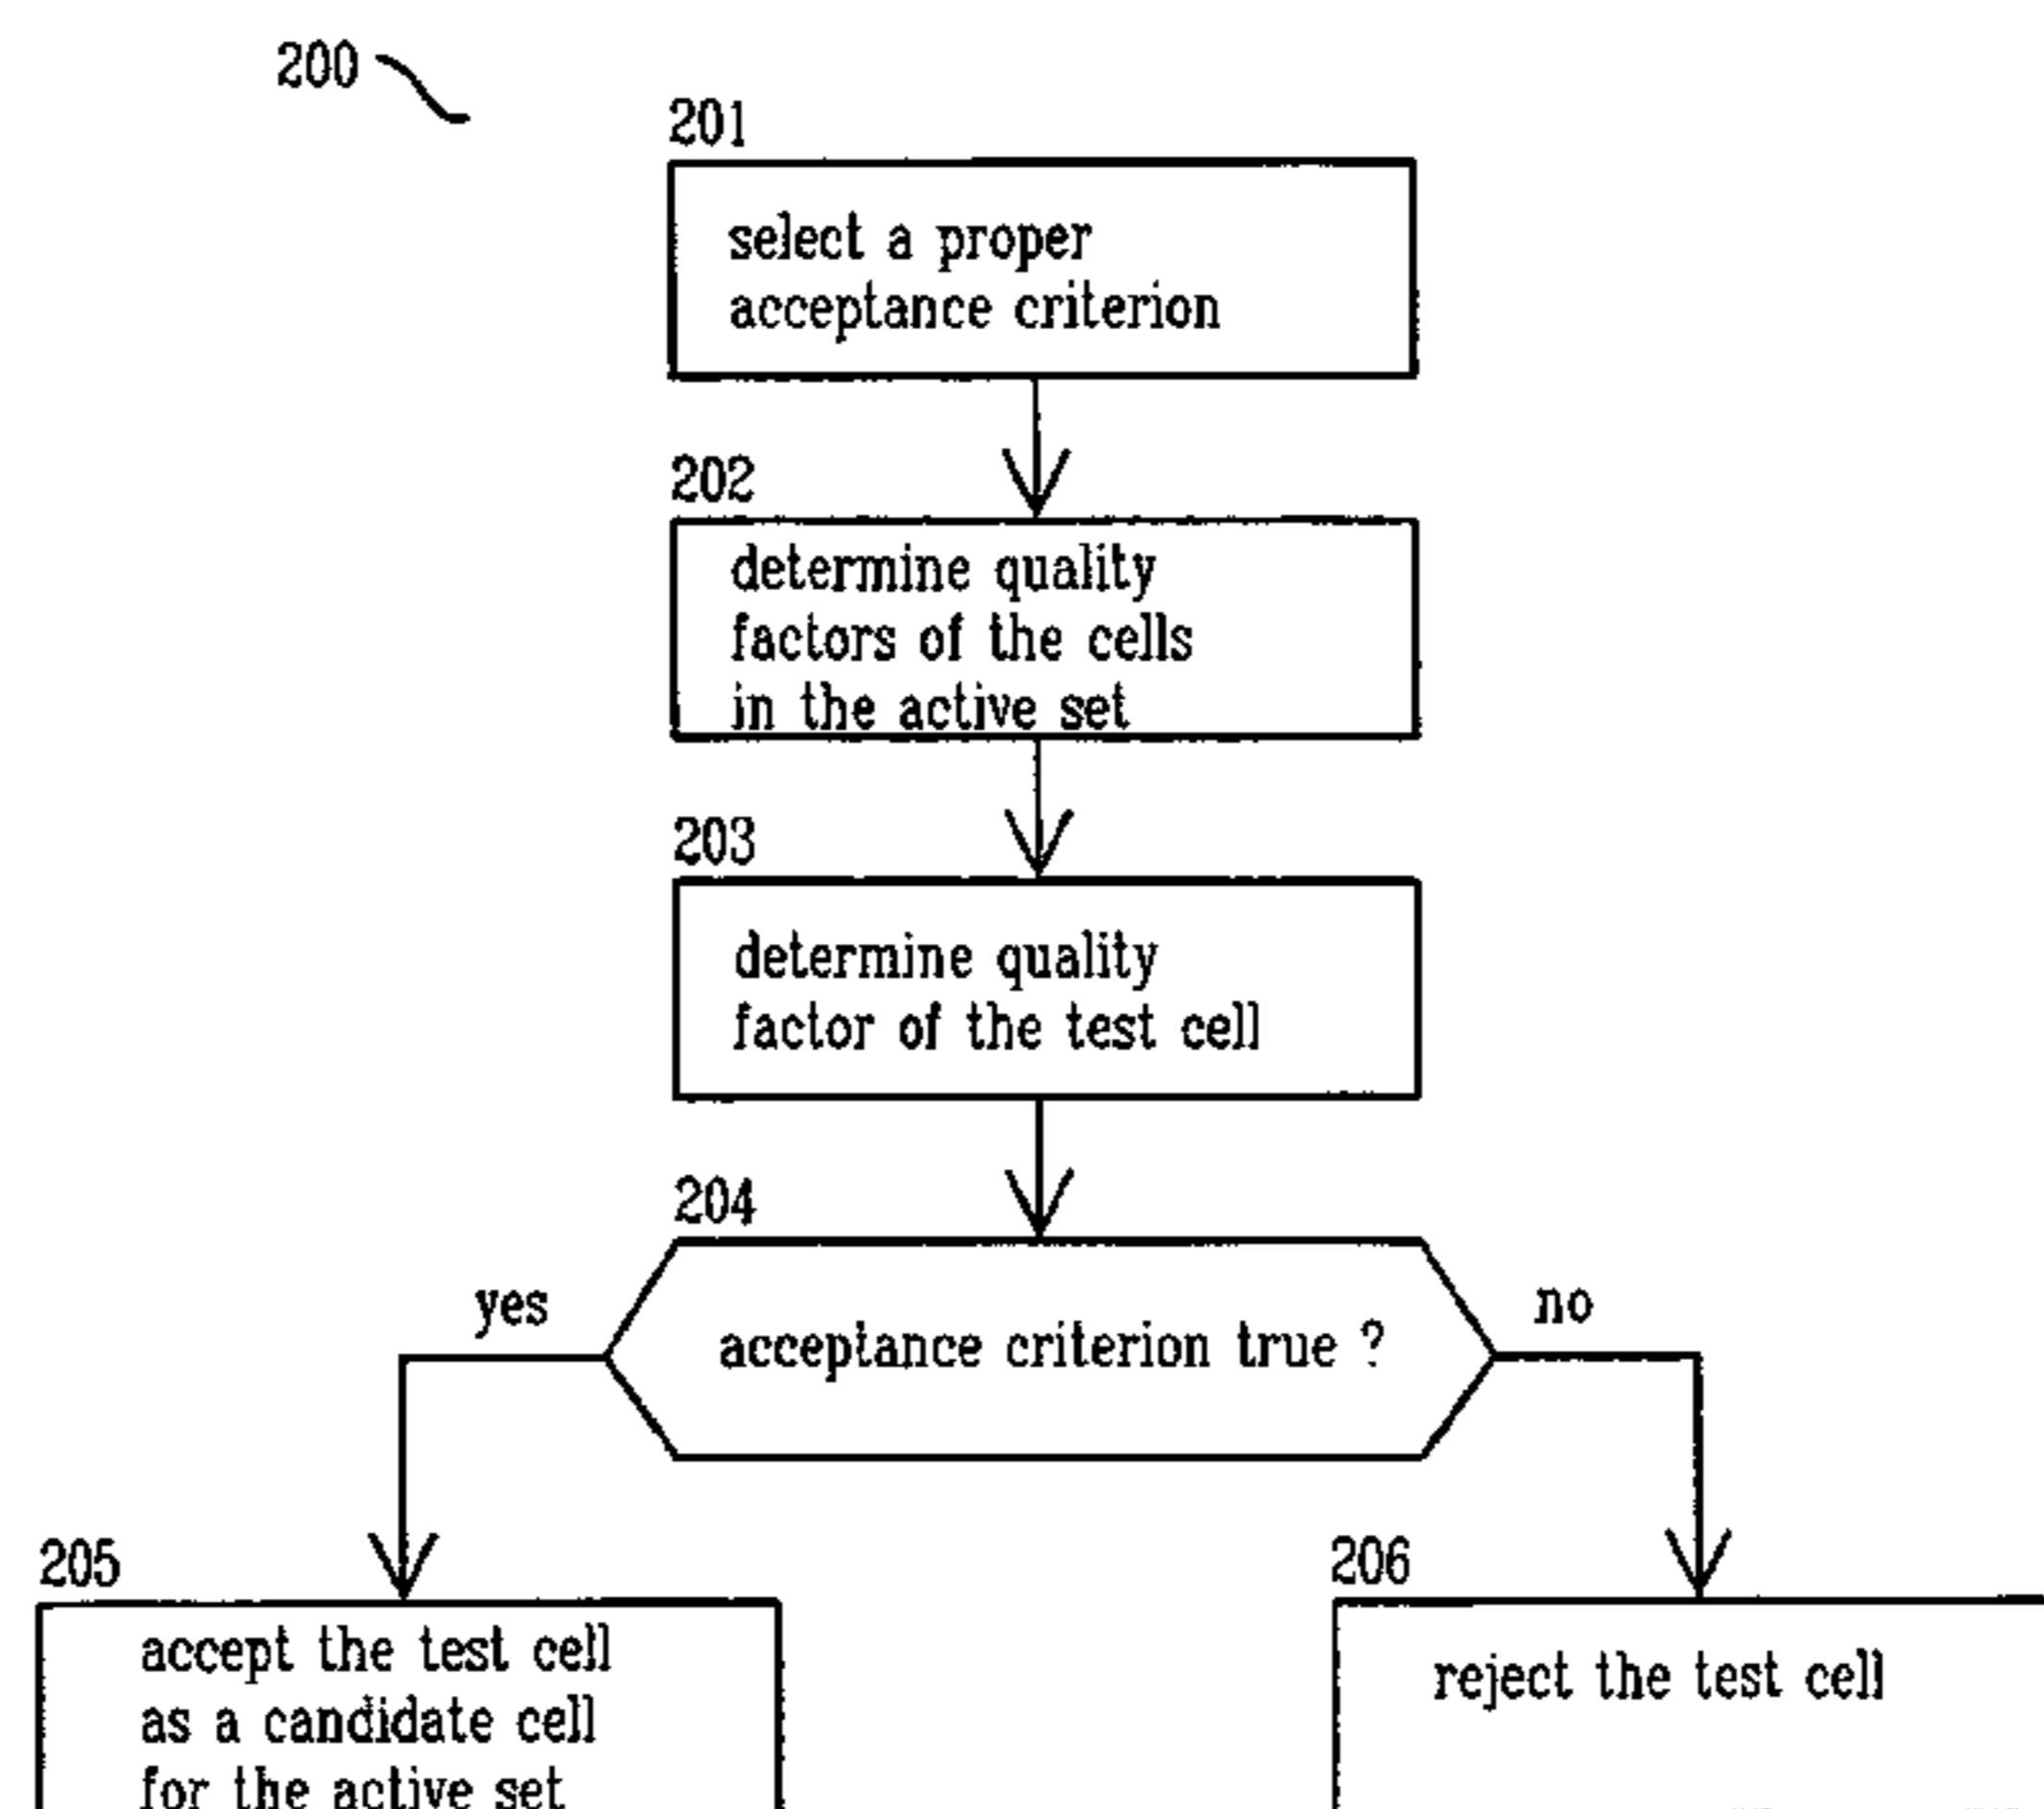 200
201
select a proper
acceptance criterion
202
determine quality
factors of the cells
in the active set
203
determine quality
factor of the test cell
204
yes
acceptance criterion true ?
no
205
accept the test cell
as a candidate cell
for the active set
206
reject the test cell